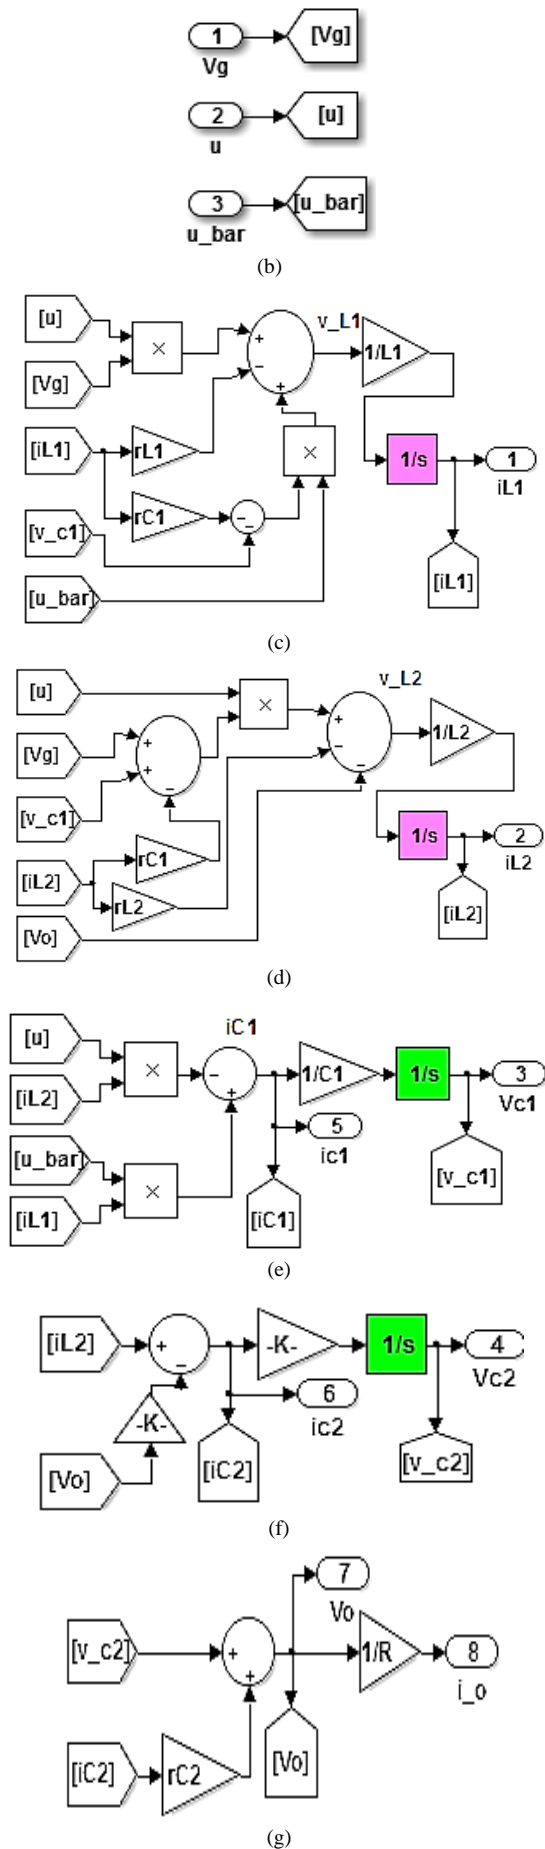 1
[Vg]
Vg
2
[u]
u
3
[u_bar]
u_bar
(b)
[u]
[Vg]
×
+
−
+
v_L1
1/L1
[iL1]
rL1
×
1/s
1
iL1
rC1
−
−
[v_c1]
[iL1]
[u_bar]
(c)
[u]
×
v_L2
+
−
−
1/L2
[Vg]
+
+
−
[v_c1]
1/s
2
iL2
rC1
[iL2]
rL2
[iL2]
[Vo]
(d)
[u]
iC1
×
−
+
1/C1
1/s
3
Vc1
[iL2]
5
ic1
[u_bar]
×
[v_c1]
[iL1]
[iC1]
(e)
[iL2]
+
−
-K-
1/s
4
Vc2
6
ic2
-K-
[Vo]
[iC2]
[v_c2]
(f)
7
Vo
[v_c2]
+
+
1/R
8
i_o
[iC2]
rC2
[Vo]
(g)